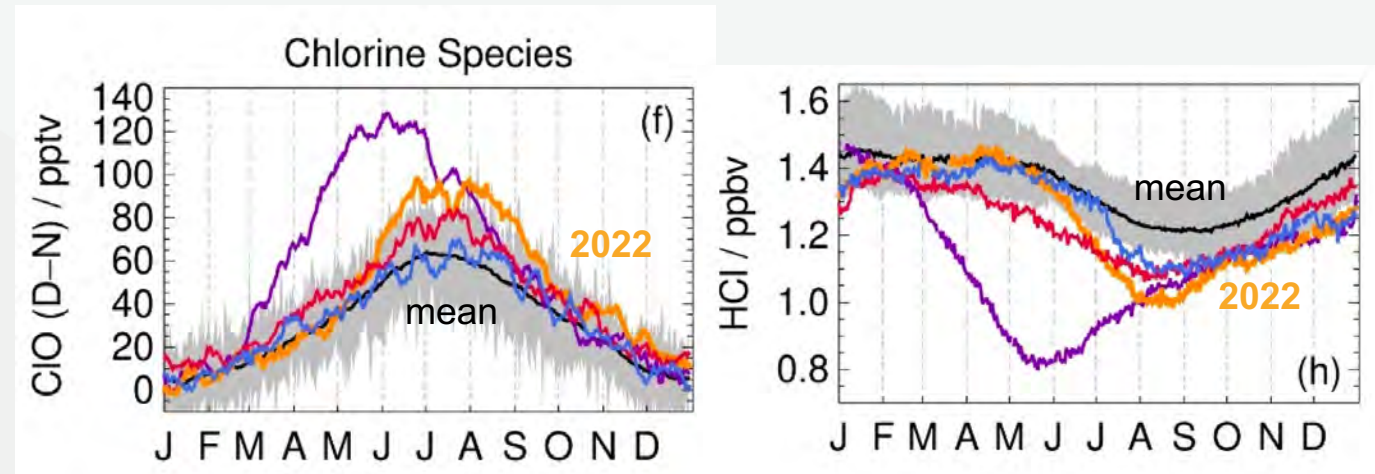 Chlorine Species
ClO (D–N) / pptv
140
120
100
80
60
40
20
0
(f)
2022
mean
J F M A M J J A S O N D
HCl / ppbv
1.6
1.4
1.2
1.0
0.8
mean
2022
(h)
J F M A M J J A S O N D